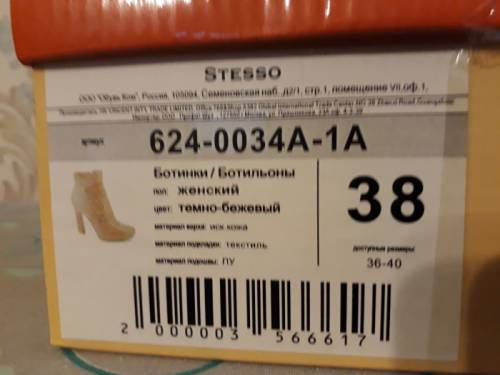 STESSO
ООО "Обувь Ком", Россия, 105094, Семеновская наб., д2/1, стр.1, помещение VII.оф.1,
артикул
624-0034A-1A
Ботинки / Ботильоны
пол: женский
цвет: темно-бежевый
материал верха: иск.кожа
материал подкладки: текстиль
материал подошвы: ПУ
38
доступные размеры:
36-40
2 000003 566617